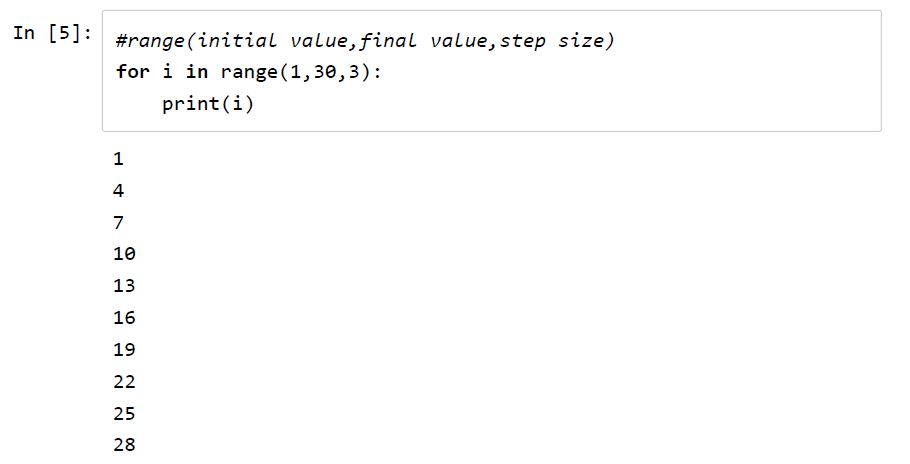 In [5]:
#range(initial value,final value,step size)
for i in range(1,30,3):
    print(i)
1
4
7
10
13
16
19
22
25
28